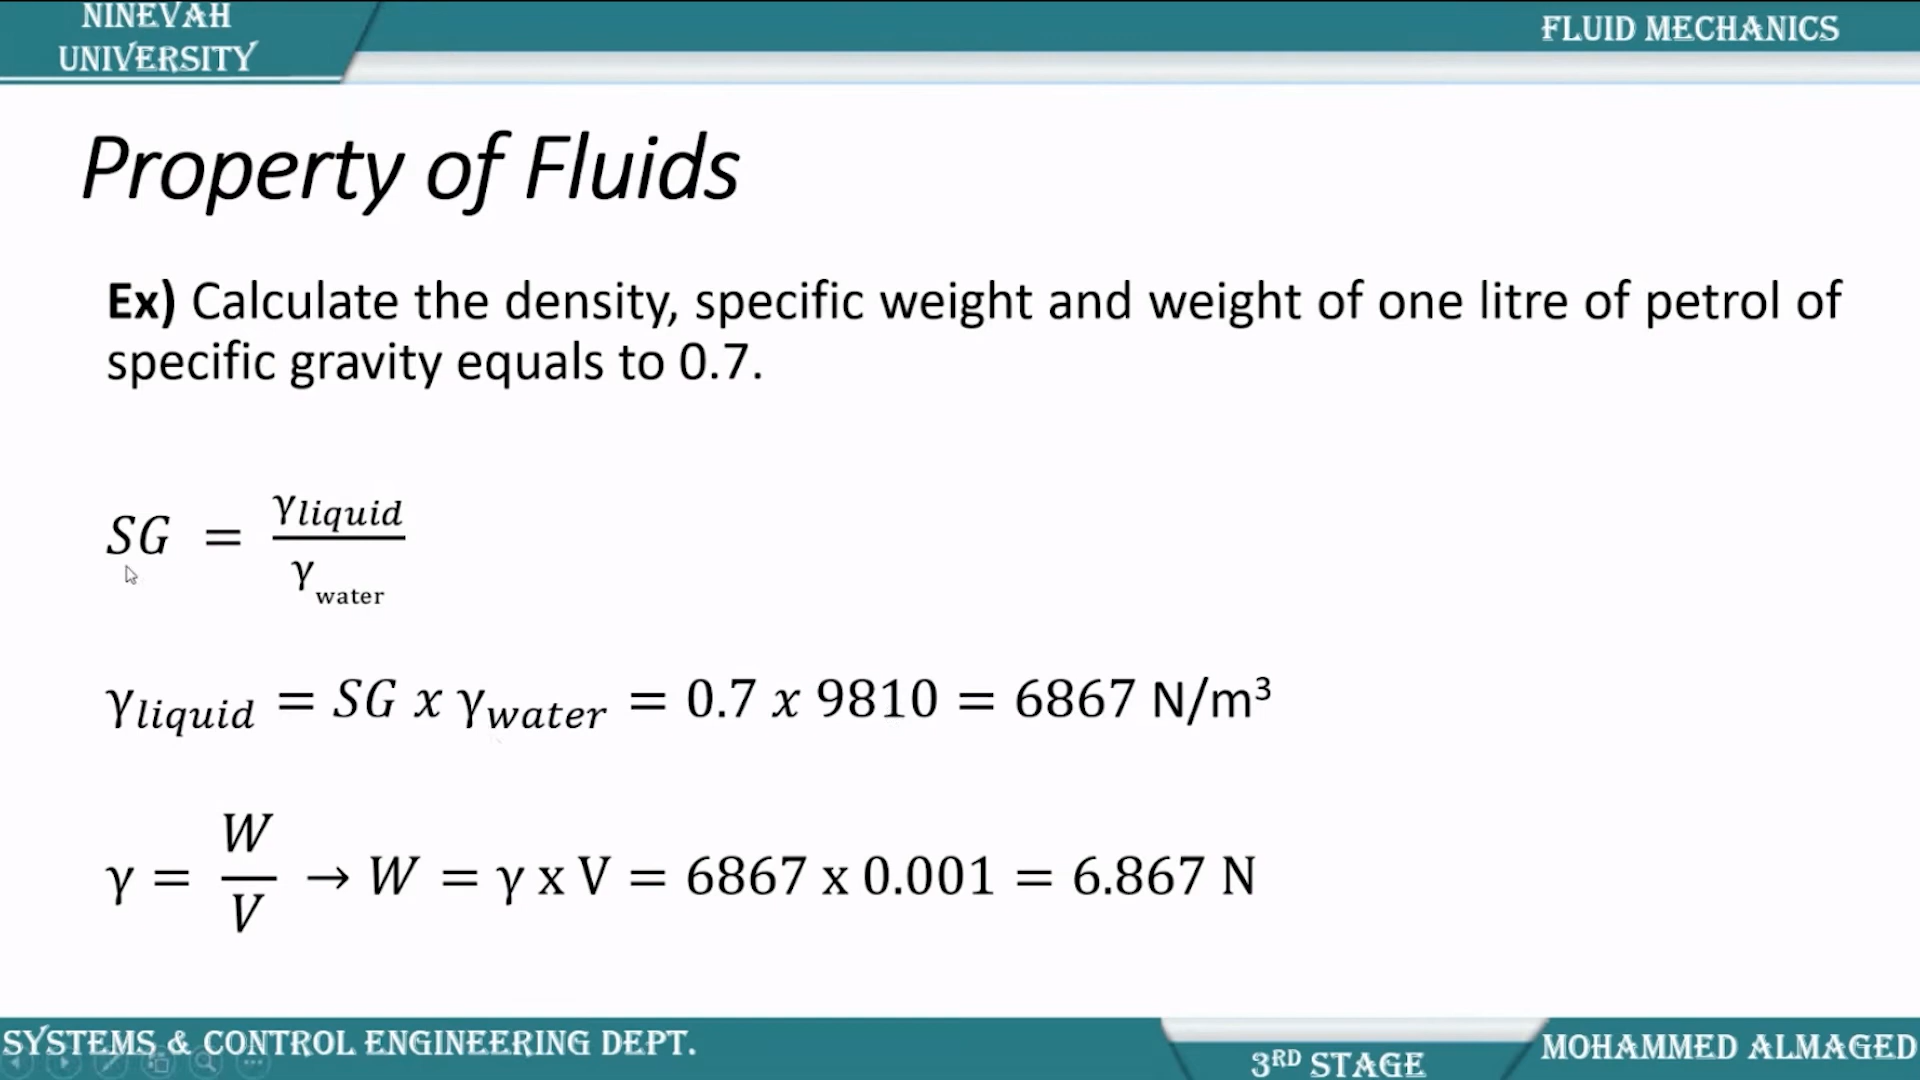 NINEVAH
UNIVERSITY
FLUID MECHANICS
Property of Fluids
Ex) Calculate the density, specific weight and weight of one litre of petrol of
specific gravity equals to 0.7.
SG = γliquid / γwater
γliquid = SG x γwater = 0.7 x 9810 = 6867 N/m³
γ = W / V → W = γ x V = 6867 x 0.001 = 6.867 N
SYSTEMS & CONTROL ENGINEERING DEPT.
3RD STAGE
MOHAMMED ALMAGED